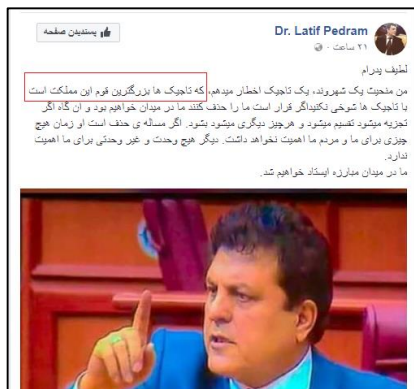 Dr. Latif Pedram
۲۱ ساعت ·
پسندیدن صفحه
لطیف پدرام
من منحیث یک شهروند، یک تاجیک اخطار میدهم، که تاجیک ها بزرگترین قوم این مملکت است
با تاجیک ها شوخی نکنیداگر قرار است ما را حذف کنند ما در میدان خواهیم بود و آن گاه اگر
تجزیه میشود تقسیم میشود و هرچیز دیگری میشود بشود. اگر مساله ی حذف است او زمان هیچ
چیزی برای ما و مردم ما اهمیت نخواهد داشت. دیگر هیچ وحدت و غیر وحدتی برای ما اهمیت
ندارد.
ما در میدان مبارزه ایستاد خواهیم شد.